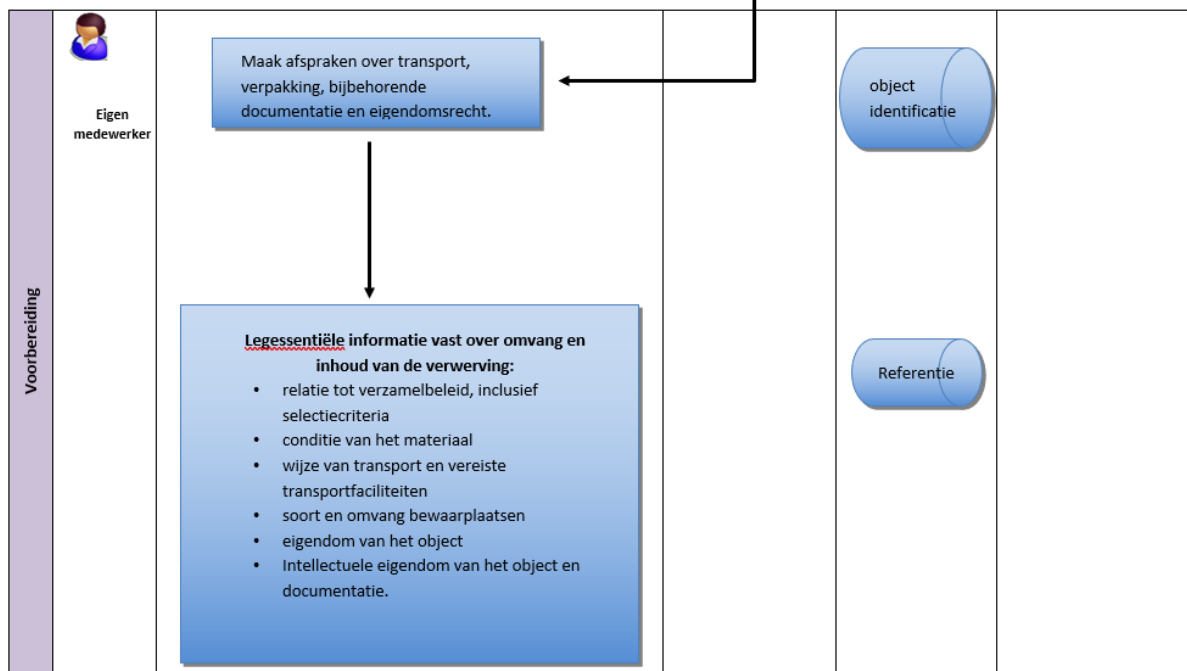 Voorbereiding
Eigen
medewerker
Maak afspraken over transport,
verpakking, bijbehorende
documentatie en eigendomsrecht.
object
identificatie
Legessentiële informatie vast over omvang en
inhoud van de verwerving:
• relatie tot verzamelbeleid, inclusief
selectiecriteria
• conditie van het materiaal
• wijze van transport en vereiste
transportfaciliteiten
• soort en omvang bewaarplaatsen
• eigendom van het object
• Intellectuele eigendom van het object en
documentatie.
Referentie